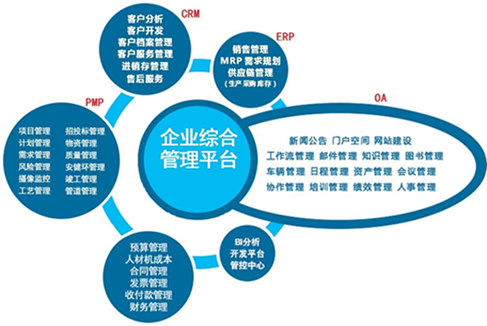 CRM
客户分析
客户开发
客户档案管理
客户服务管理
进销存管理
售后服务
ERP
销售管理
MRP 需求规划
供应链管理
(生产采购库存)
OA
新闻公告 门户空间 网站建设
工作流管理 邮件管理 知识管理 图书管理
车辆管理 日程管理 资产管理 会议管理
协作管理 培训管理 绩效管理 人事管理
PMP
项目管理 招投标管理
计划管理 物资管理
需求管理 质量管理
风险管理 安健环管理
摄像监控 竣工管理
工艺管理 管道管理
企业综合
管理平台
BI分析
开发平台
管控中心
预算管理
人材机成本
合同管理
发票管理
收付款管理
财务管理